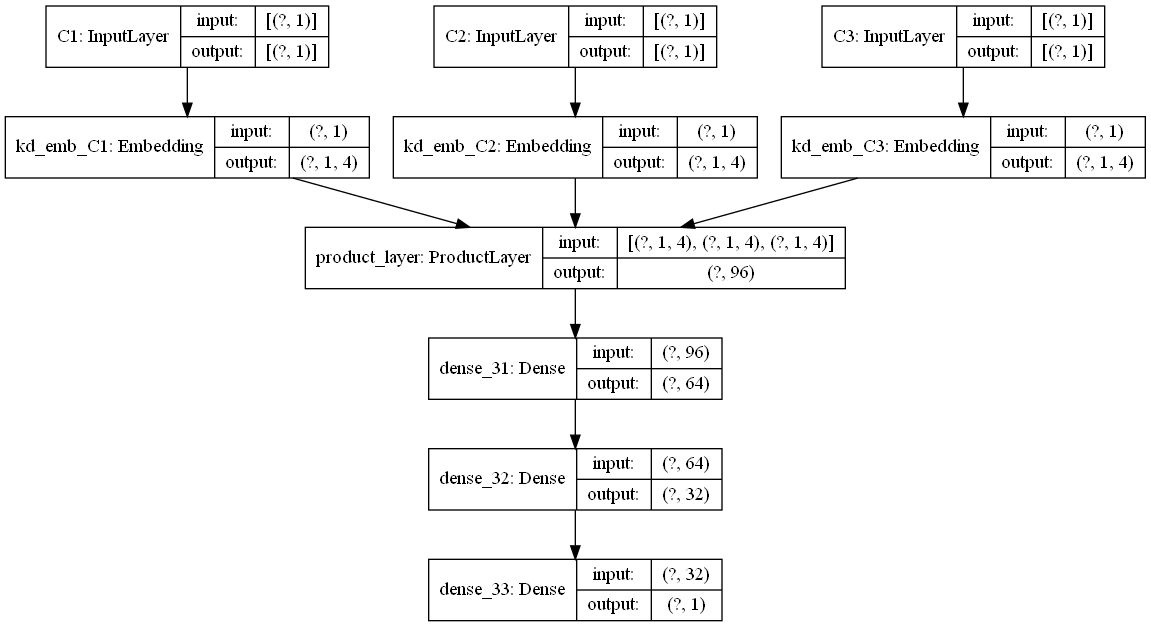 C1: InputLayer input: [(?, 1)] output: [(?, 1)]
C2: InputLayer input: [(?, 1)] output: [(?, 1)]
C3: InputLayer input: [(?, 1)] output: [(?, 1)]
kd_emb_C1: Embedding input: (?, 1) output: (?, 1, 4)
kd_emb_C2: Embedding input: (?, 1) output: (?, 1, 4)
kd_emb_C3: Embedding input: (?, 1) output: (?, 1, 4)
product_layer: ProductLayer input: [(?, 1, 4), (?, 1, 4), (?, 1, 4)] output: (?, 96)
dense_31: Dense input: (?, 96) output: (?, 64)
dense_32: Dense input: (?, 64) output: (?, 32)
dense_33: Dense input: (?, 32) output: (?, 1)